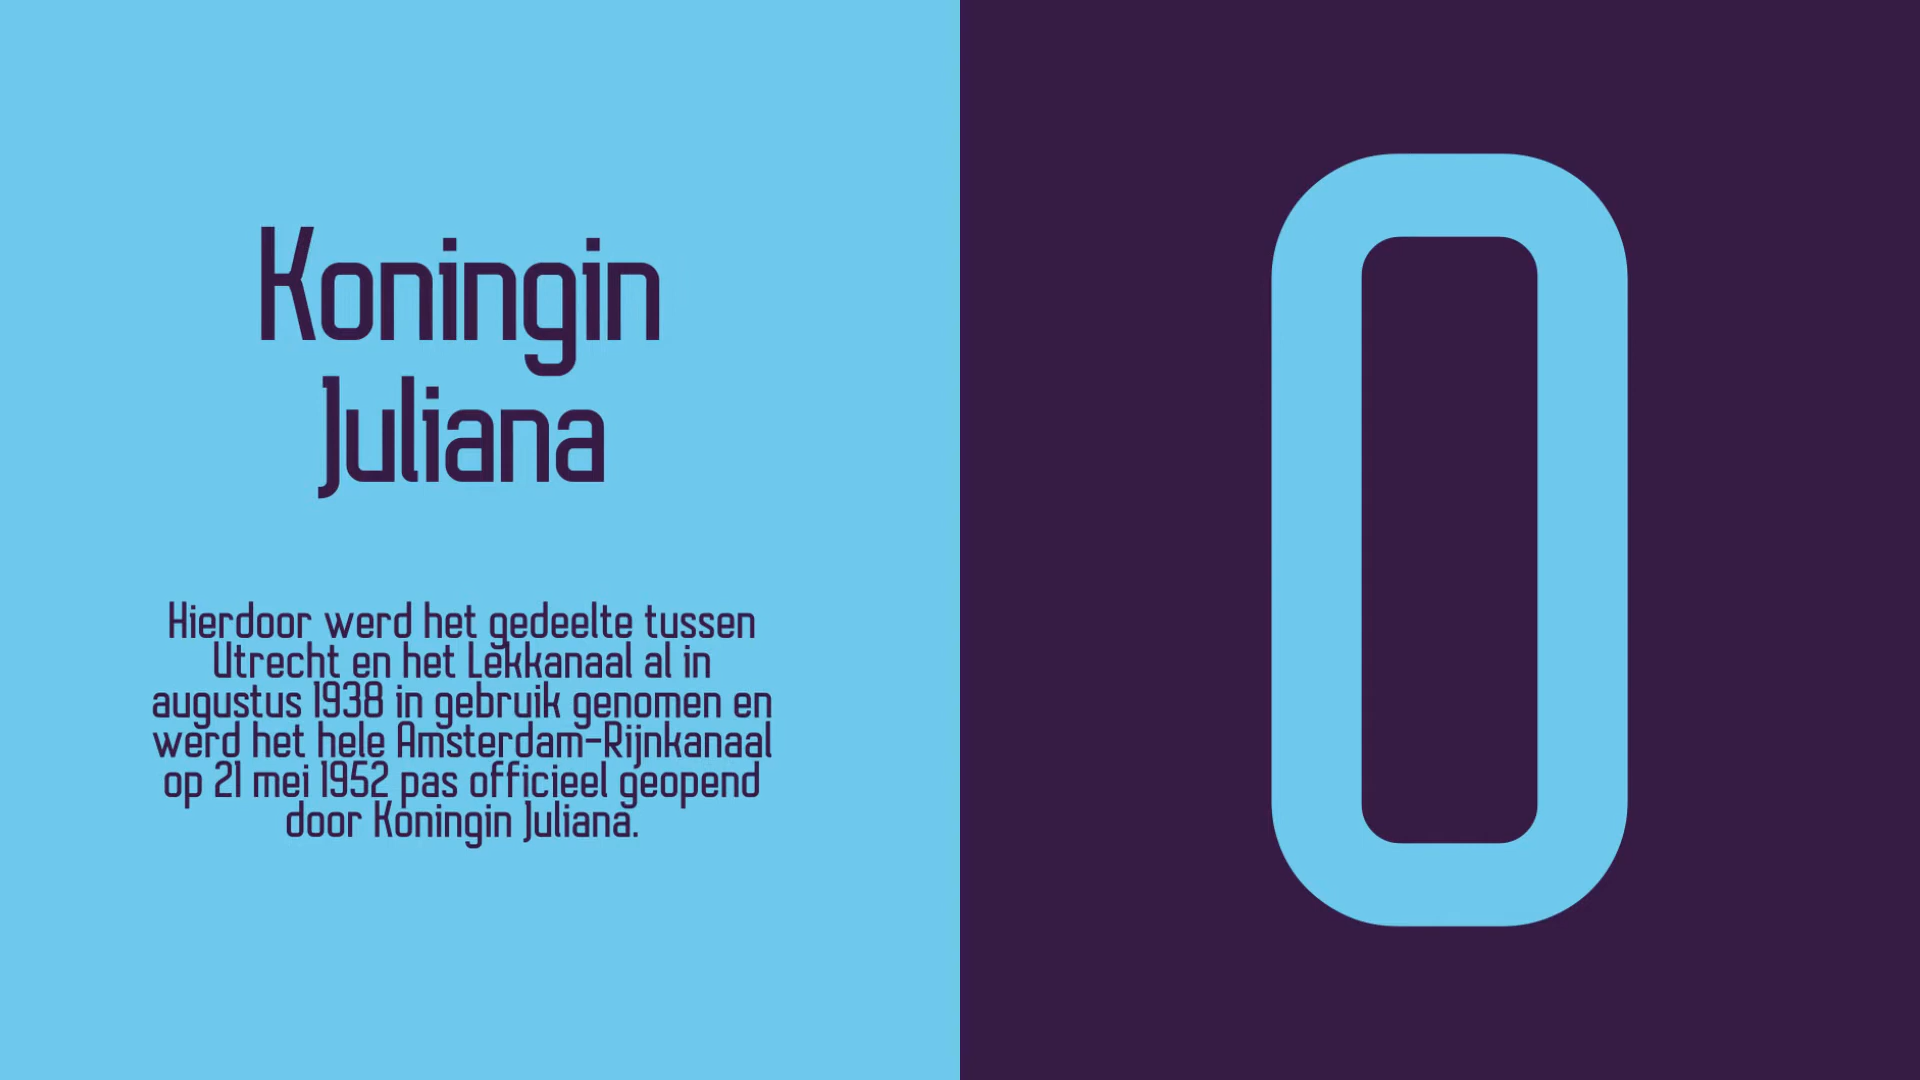 Koningin
Juliana
Hierdoor werd het gedeelte tussen
Utrecht en het Lekkanaal al in
augustus 1938 in gebruik genomen en
werd het hele Amsterdam-Rijnkanaal
op 21 mei 1952 pas officieel geopend
door Koningin Juliana.
0